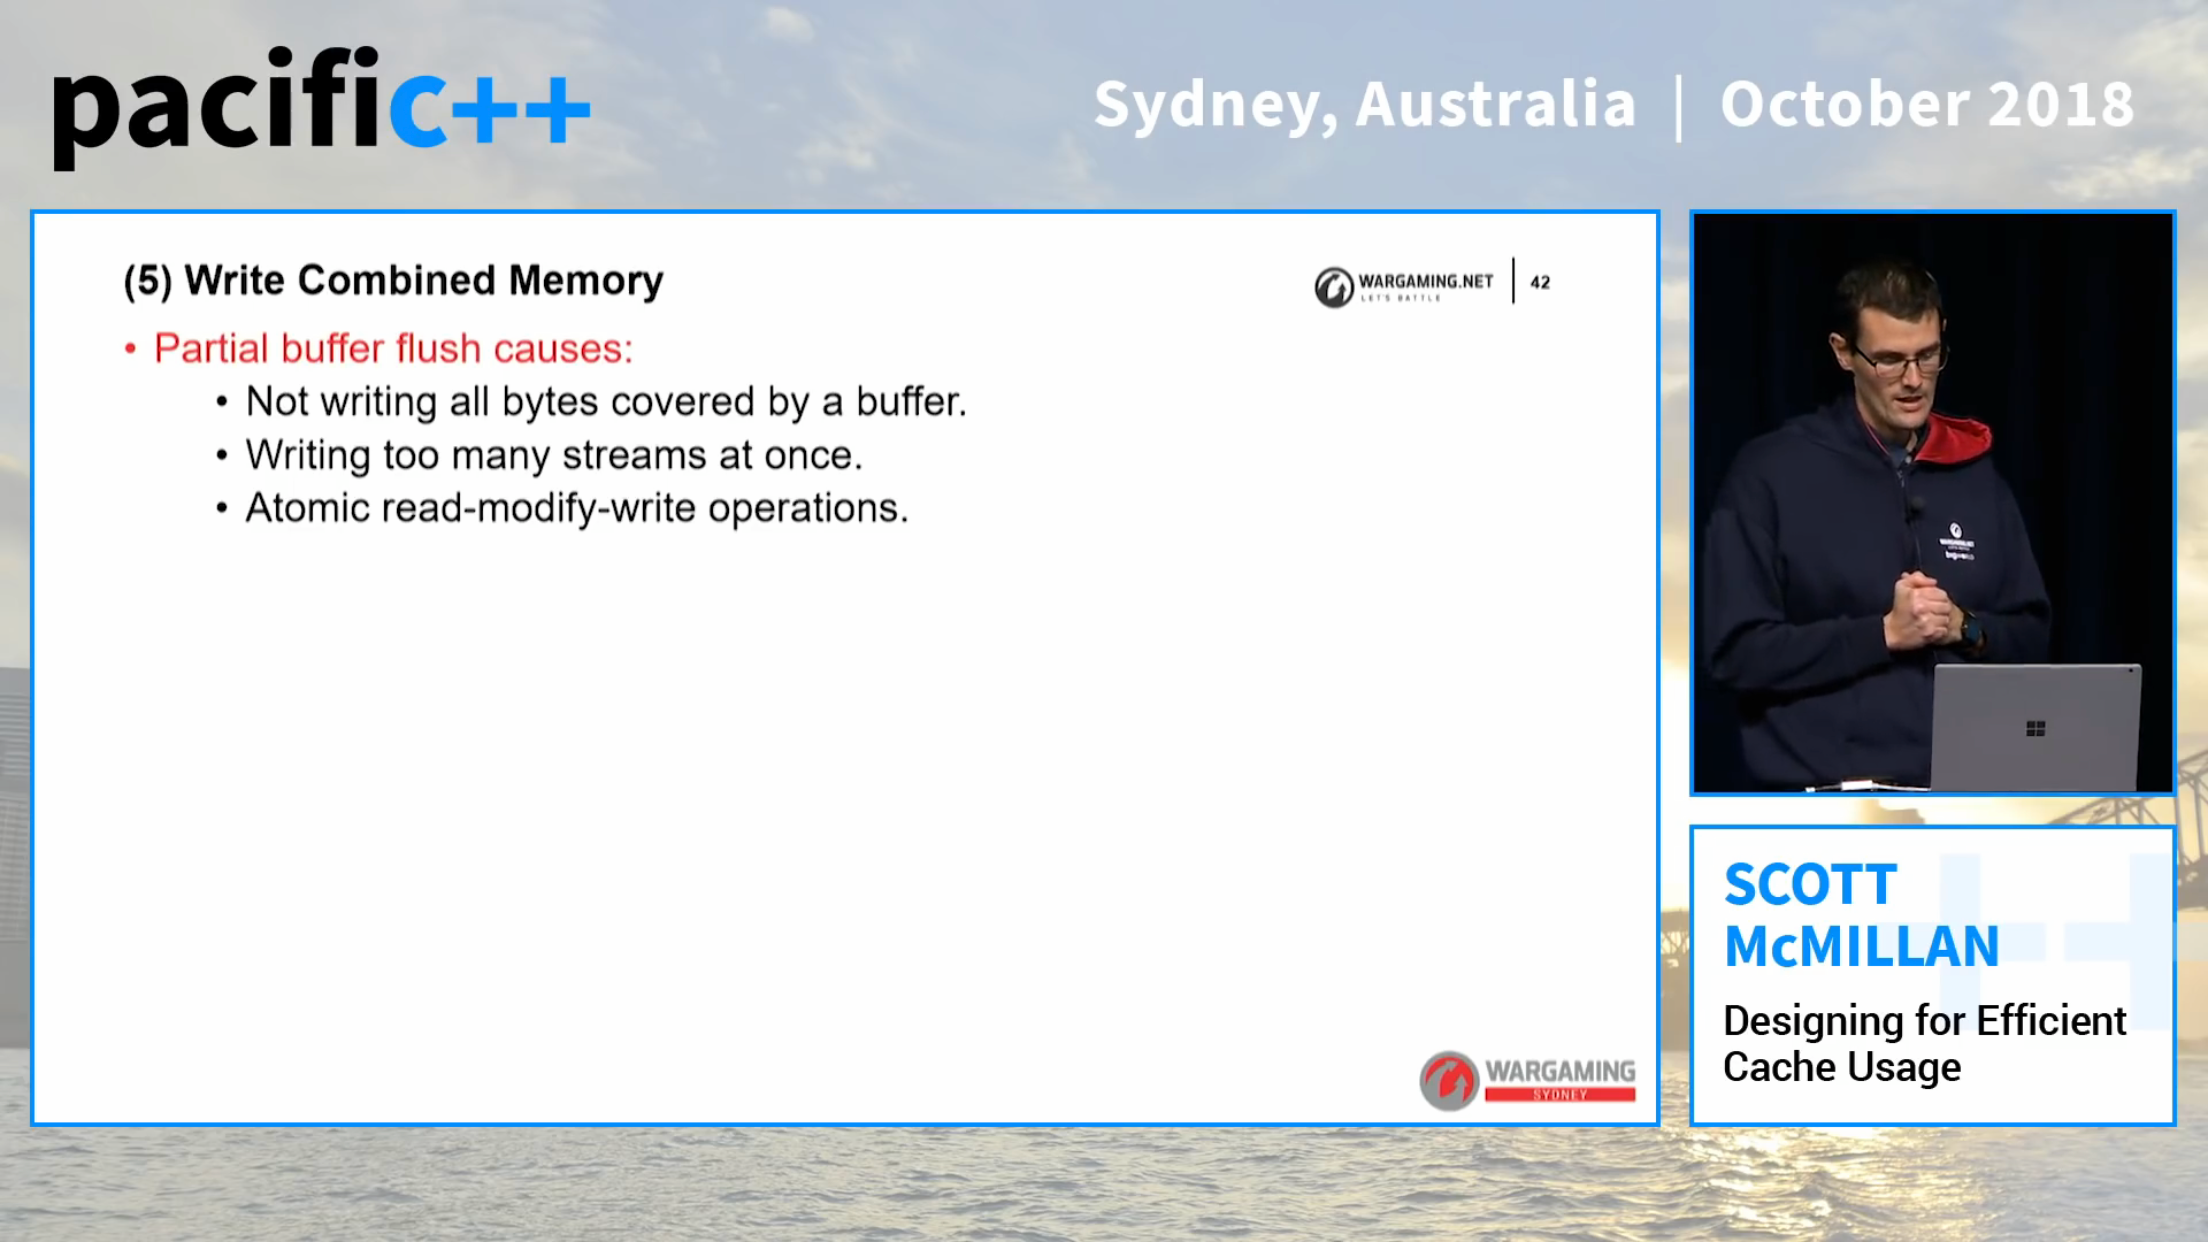 pacific++
Sydney, Australia | October 2018
(5) Write Combined Memory
WARGAMING.NET
LET'S BATTLE
42
• Partial buffer flush causes:
• Not writing all bytes covered by a buffer.
• Writing too many streams at once.
• Atomic read-modify-write operations.
WARGAMING
SYDNEY
WARGAMING.NET
SCOTT
McMILLAN
Designing for Efficient
Cache Usage